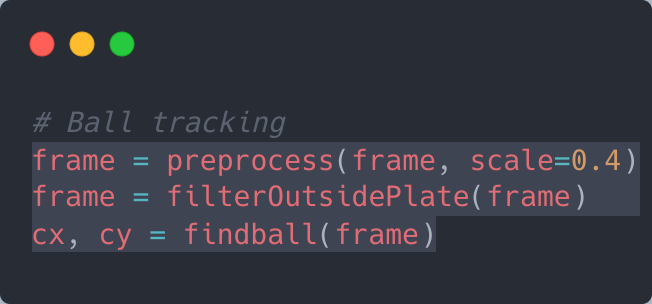 # Ball tracking
frame = preprocess(frame, scale=0.4)
frame = filterOutsidePlate(frame)
cx, cy = findball(frame)